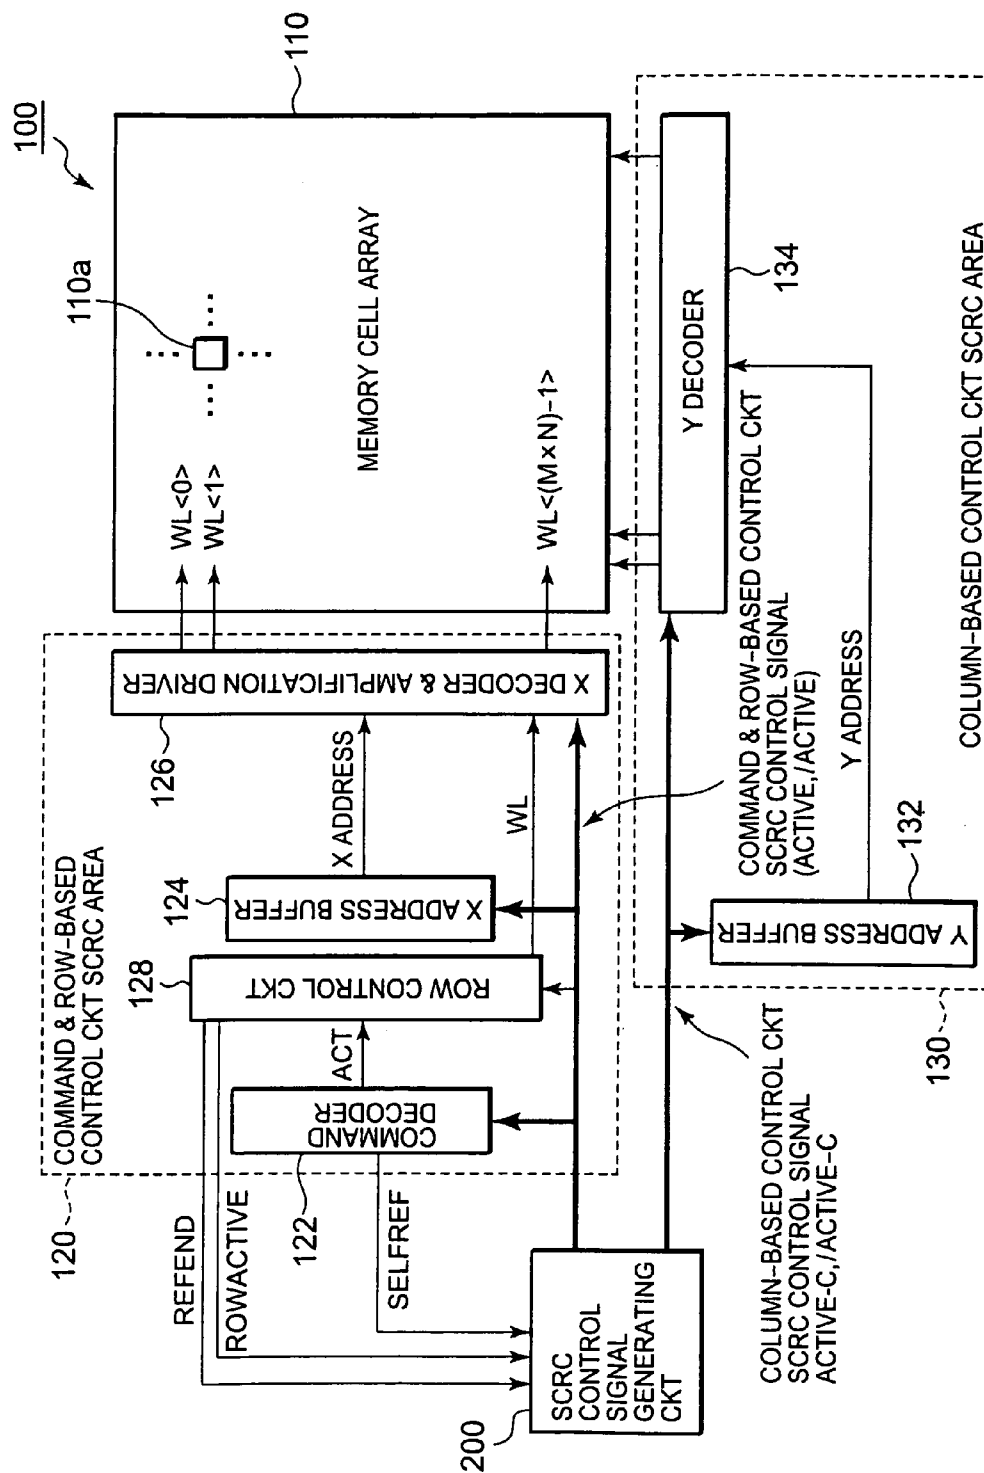 100
120
COMMAND & ROW-BASED
CONTROL CKT SCRC AREA
REFEND
ROWACTIVE
SELFREF
122
COMMAND
DECODER
ACT
128
ROW CONTROL CKT
124
X ADDRESS BUFFER
X ADDRESS
WL
126
X DECODER & AMPLIFICATION DRIVER
WL<0>
WL<1>
WL<(M×N)-1>
110a
MEMORY CELL ARRAY
110
200
SCRC
CONTROL
SIGNAL
GENERATING
CKT
COLUMN-BASED CONTROL CKT
SCRC CONTROL SIGNAL
ACTIVE-C,/ACTIVE-C
COMMAND & ROW-BASED CONTROL CKT
SCRC CONTROL SIGNAL
(ACTIVE,/ACTIVE)
130
Y ADDRESS BUFFER
132
Y ADDRESS
Y DECODER
134
COLUMN-BASED CONTROL CKT SCRC AREA